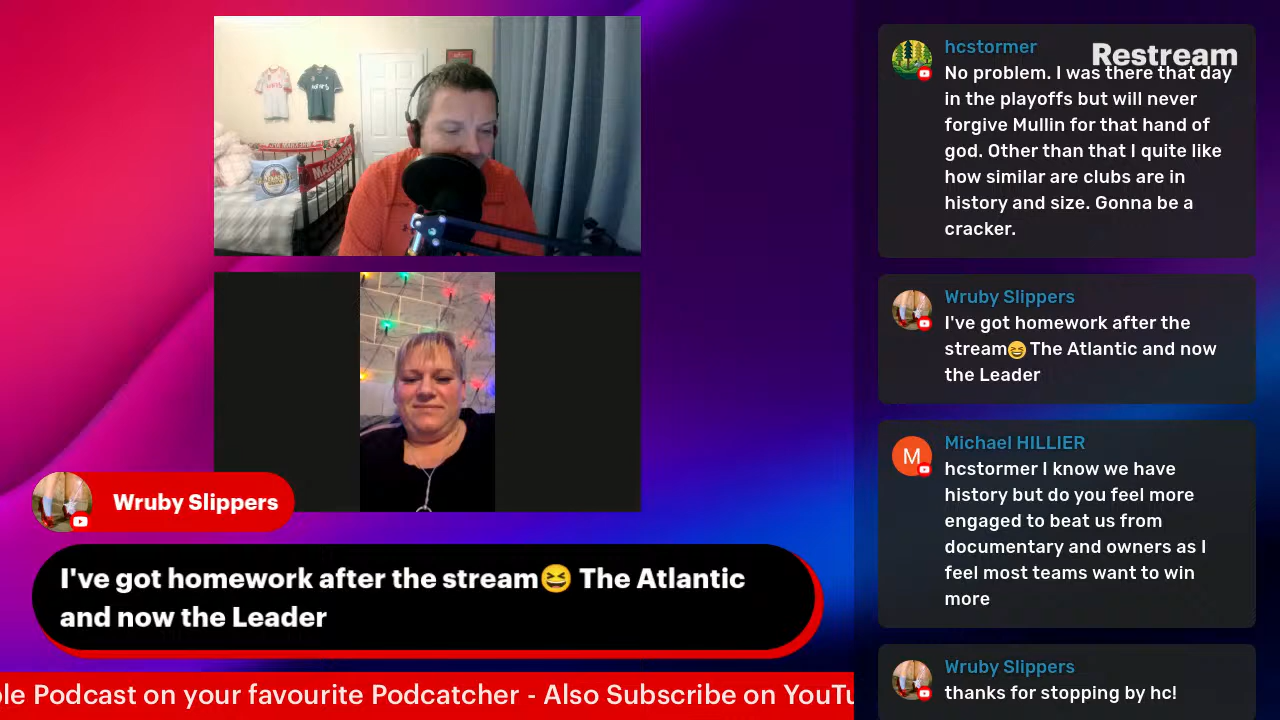 Wruby Slippers
I've got homework after the stream😆 The Atlantic
and now the Leader
ple Podcast on your favourite Podcatcher - Also Subscribe on YouTu
Restream
hcstormer
No problem. I was there that day
in the playoffs but will never
forgive Mullin for that hand of
god. Other than that I quite like
how similar are clubs are in
history and size. Gonna be a
cracker.
Wruby Slippers
I've got homework after the
stream😆 The Atlantic and now
the Leader
M
Michael HILLIER
hcstormer I know we have
history but do you feel more
engaged to beat us from
documentary and owners as I
feel most teams want to win
more
Wruby Slippers
thanks for stopping by hc!